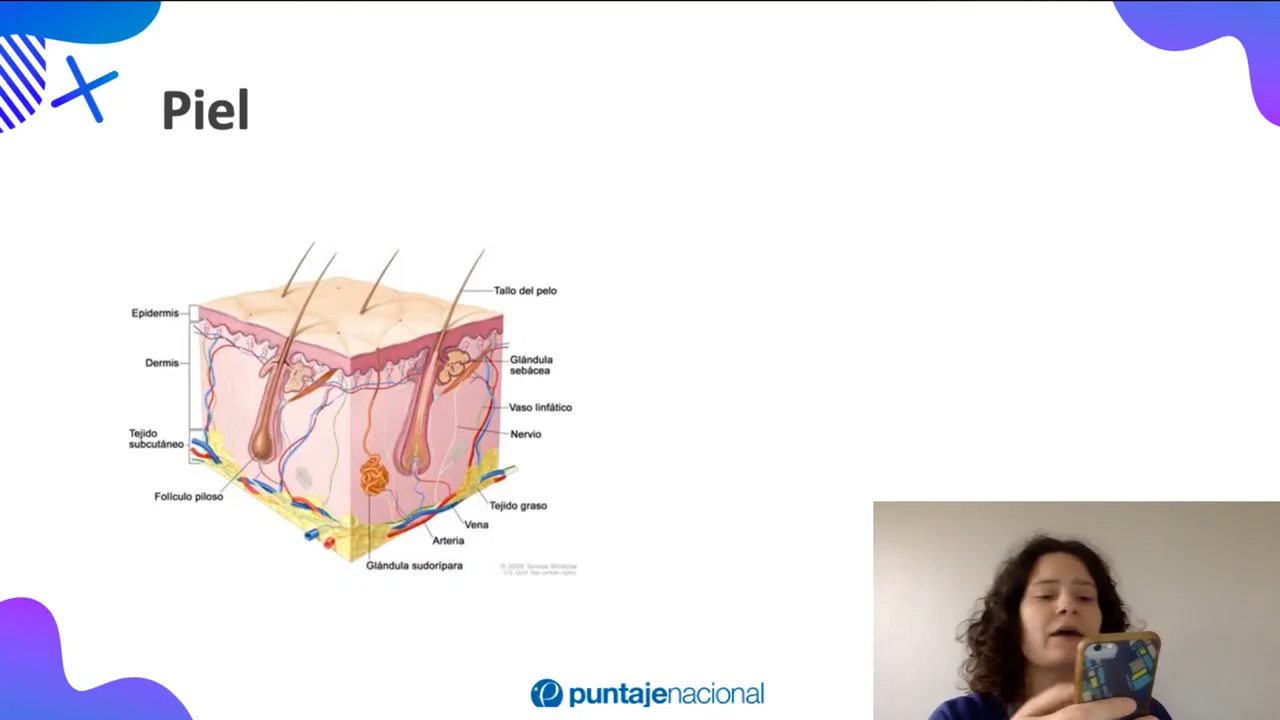 Piel
Tallo del pelo
Epidermis
Glándula
sebácea
Dermis
Vaso linfático
Tejido
subcutáneo
Nervio
Folículo piloso
Tejido graso
Vena
Arteria
Glándula sudorípara
puntajenacional